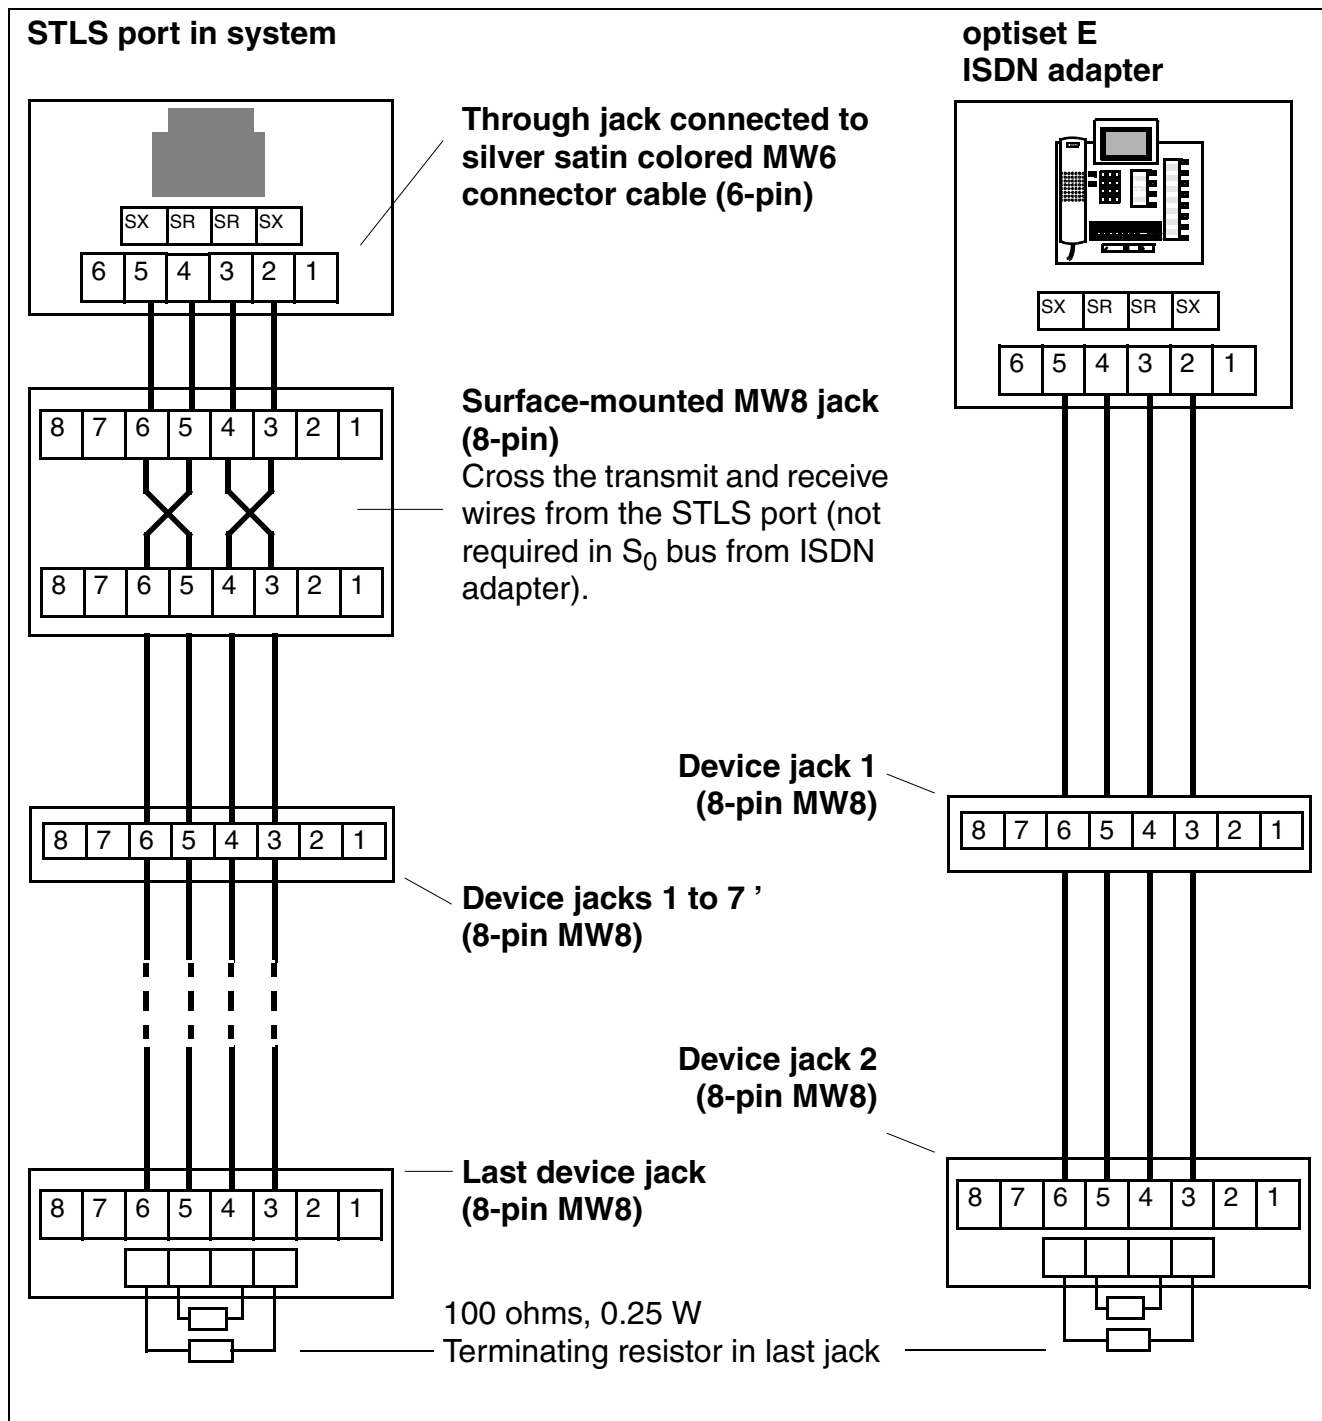 STLS port in system
optiset E
ISDN adapter
Through jack connected to
silver satin colored MW6
connector cable (6-pin)
SX SR SR SX
6 5 4 3 2 1
SX SR SR SX
6 5 4 3 2 1
8 7 6 5 4 3 2 1
Surface-mounted MW8 jack
(8-pin)
Cross the transmit and receive
wires from the STLS port (not
required in S0 bus from ISDN
adapter).
8 7 6 5 4 3 2 1
Device jack 1
(8-pin MW8)
8 7 6 5 4 3 2 1
8 7 6 5 4 3 2 1
Device jacks 1 to 7 ’
(8-pin MW8)
Device jack 2
(8-pin MW8)
Last device jack
(8-pin MW8)
8 7 6 5 4 3 2 1
8 7 6 5 4 3 2 1
100 ohms, 0.25 W
Terminating resistor in last jack